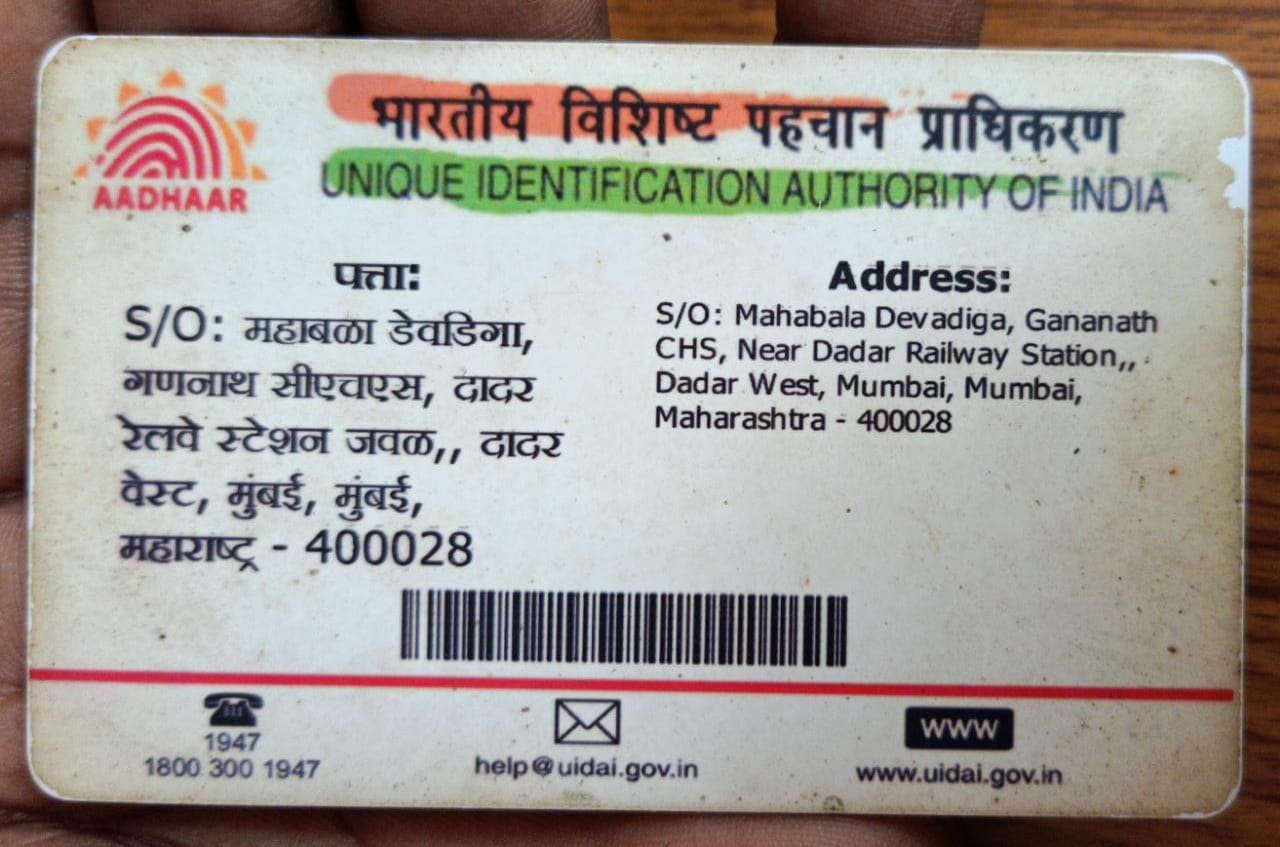 AADHAAR
भारतीय विशिष्ट पहचान प्राधिकरण
UNIQUE IDENTIFICATION AUTHORITY OF INDIA
पत्ता:
S/O: महाबळा डेवडिगा,
गणनाथ सीएचएस, दादर
रेलवे स्टेशन जवळ,, दादर
वेस्ट, मुंबई, मुंबई,
महाराष्ट्र - 400028
Address:
S/O: Mahabala Devadiga, Gananath
CHS, Near Dadar Railway Station,,
Dadar West, Mumbai, Mumbai,
Maharashtra - 400028
1947
1800 300 1947
help@uidai.gov.in
WWW
www.uidai.gov.in